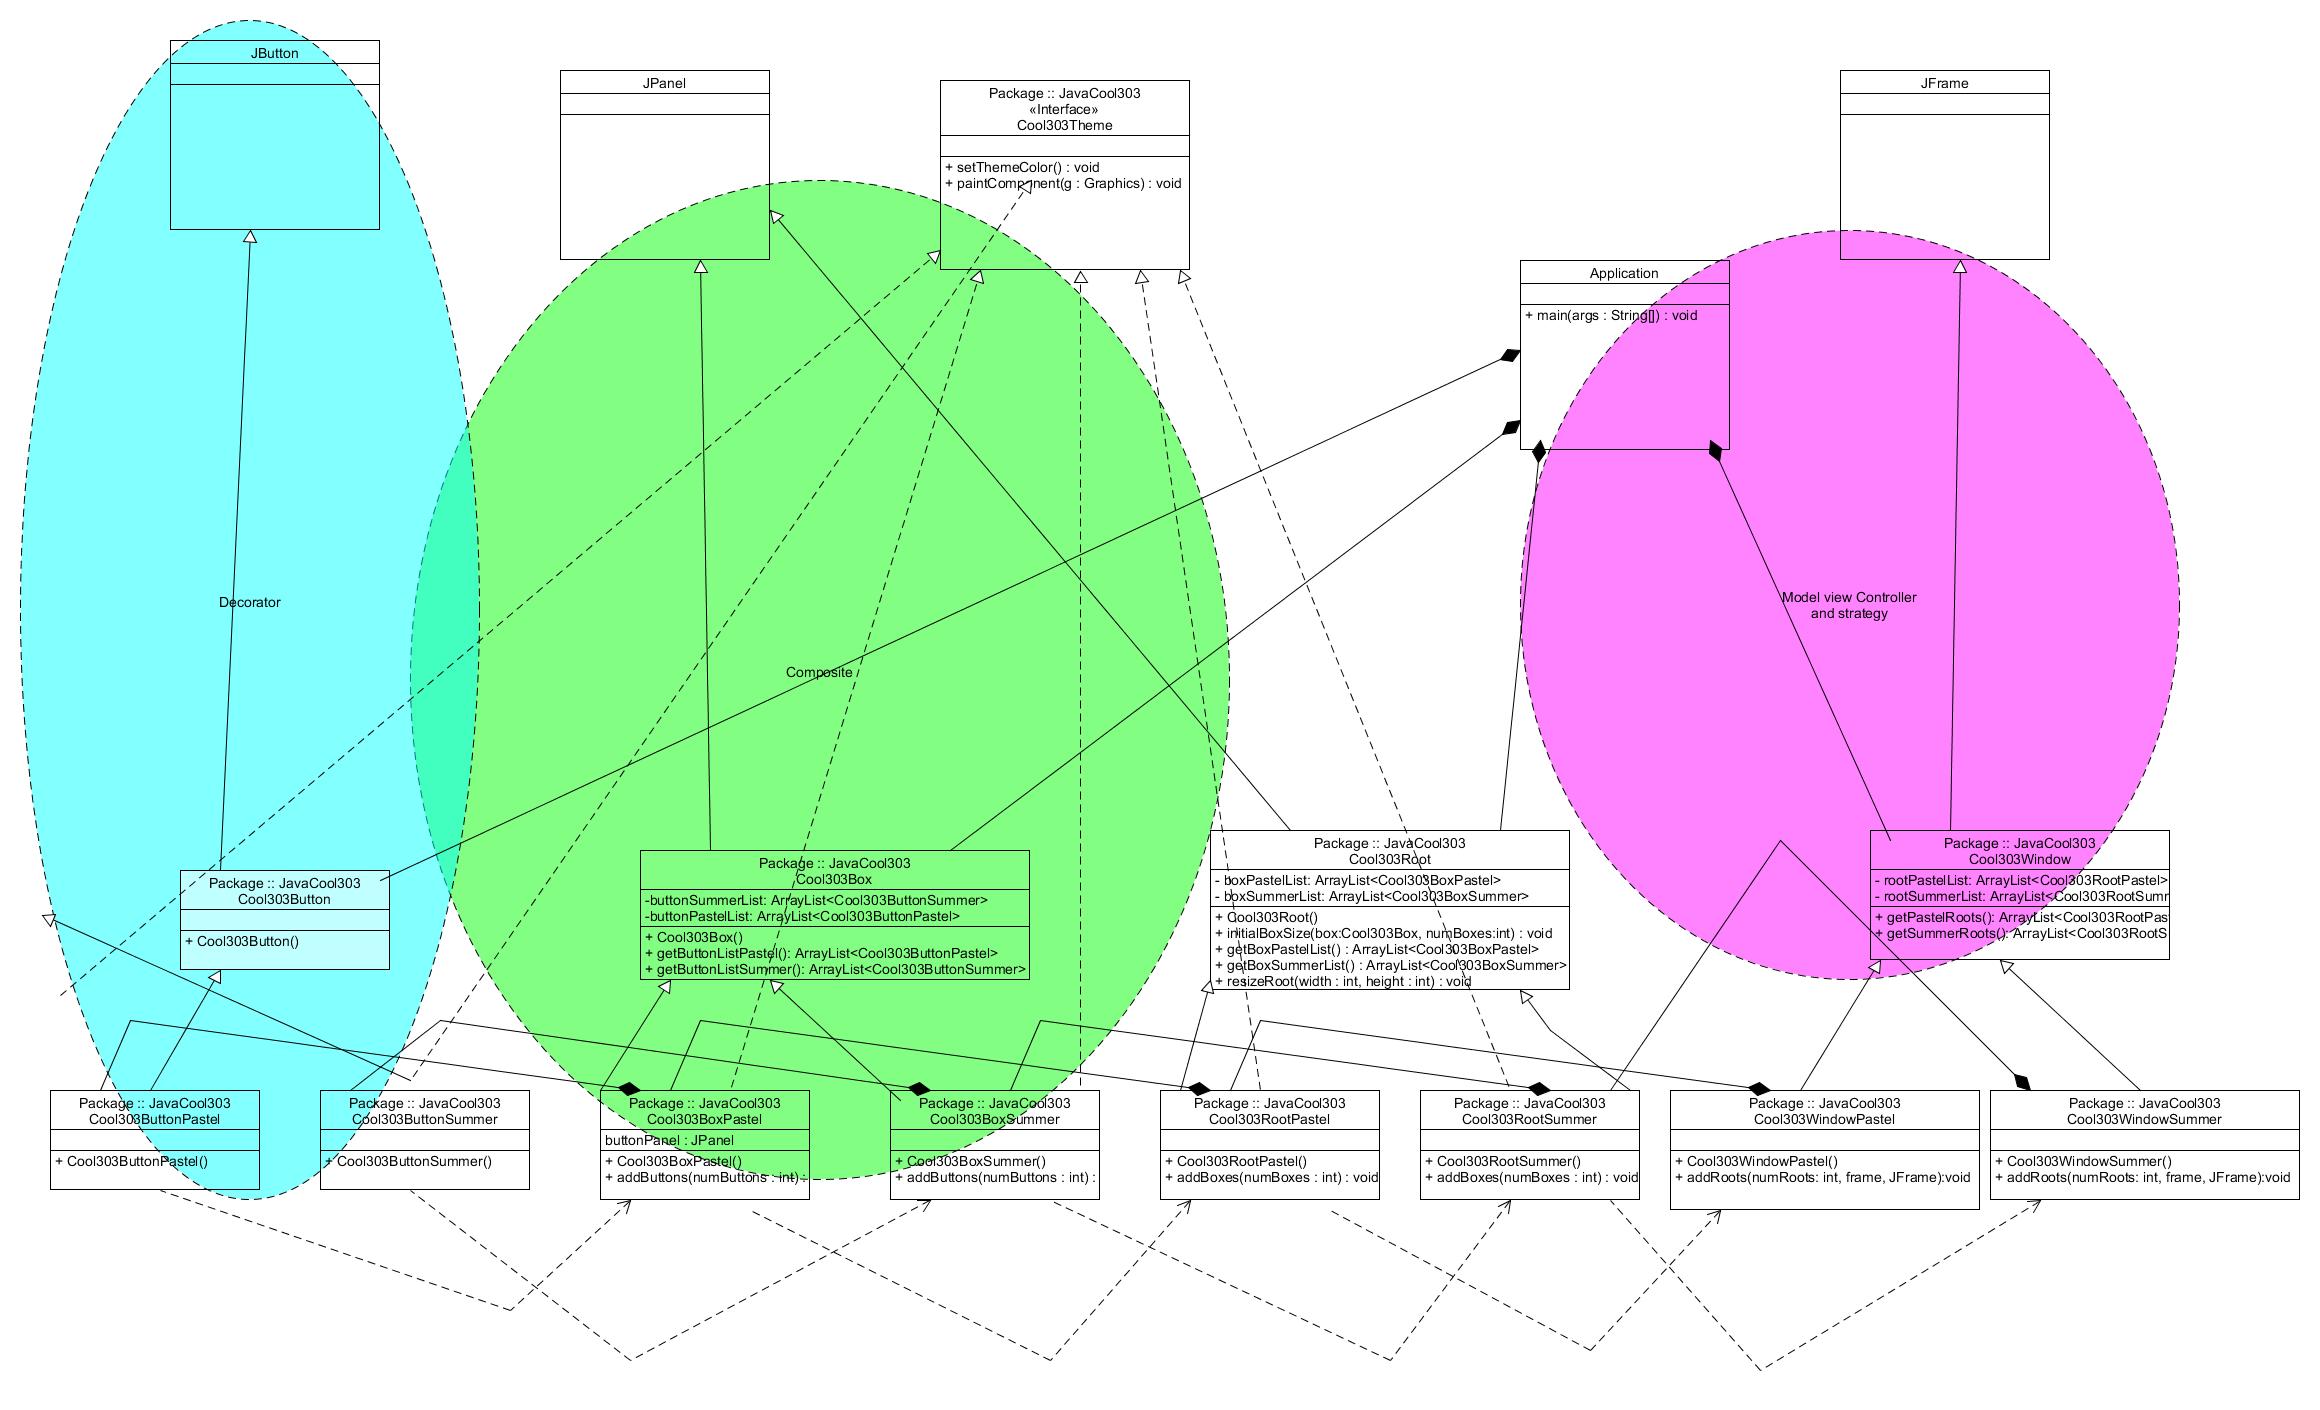 JButton
JPanel
Package :: JavaCool303
«Interface»
Cool303Theme
+ setThemeColor() : void
+ paintComponent(g : Graphics) : void
JFrame
Application
+ main(args : String[]) : void
Decorator
Composite
Model view Controller
and strategy
Package :: JavaCool303
Cool303Button
+ Cool303Button()
Package :: JavaCool303
Cool303Box
-buttonSummerList: ArrayList<Cool303ButtonSummer>
-buttonPastelList: ArrayList<Cool303ButtonPastel>
+ Cool303Box()
+ getButtonListPastel(): ArrayList<Cool303ButtonPastel>
+ getButtonListSummer(): ArrayList<Cool303ButtonSummer>
Package :: JavaCool303
Cool303Root
- boxPastelList: ArrayList<Cool303BoxPastel>
- boxSummerList: ArrayList<Cool303BoxSummer>
+ Cool303Root()
+ initialBoxSize(box:Cool303Box, numBoxes:int) : void
+ getBoxPastelList() : ArrayList<Cool303BoxPastel>
+ getBoxSummerList() : ArrayList<Cool303BoxSummer>
+ resizeRoot(width : int, height : int) : void
Package :: JavaCool303
Cool303Window
- rootPastelList: ArrayList<Cool303RootPastel>
- rootSummerList: ArrayList<Cool303RootSumm
+ getPastelRoots(): ArrayList<Cool303RootPast
+ getSummerRoots(): ArrayList<Cool303RootS
Package :: JavaCool303
Cool303ButtonPastel
+ Cool303ButtonPastel()
Package :: JavaCool303
Cool303ButtonSummer
+ Cool303ButtonSummer()
Package :: JavaCool303
Cool303BoxPastel
buttonPanel : JPanel
+ Cool303BoxPastel()
+ addButtons(numButtons : int) :
Package :: JavaCool303
Cool303BoxSummer
+ Cool303BoxSummer()
+ addButtons(numButtons : int) :
Package :: JavaCool303
Cool303RootPastel
+ Cool303RootPastel()
+ addBoxes(numBoxes : int) : void
Package :: JavaCool303
Cool303RootSummer
+ Cool303RootSummer()
+ addBoxes(numBoxes : int) : void
Package :: JavaCool303
Cool303WindowPastel
+ Cool303WindowPastel()
+ addRoots(numRoots: int, frame, JFrame):void
Package :: JavaCool303
Cool303WindowSummer
+ Cool303WindowSummer()
+ addRoots(numRoots: int, frame, JFrame):void